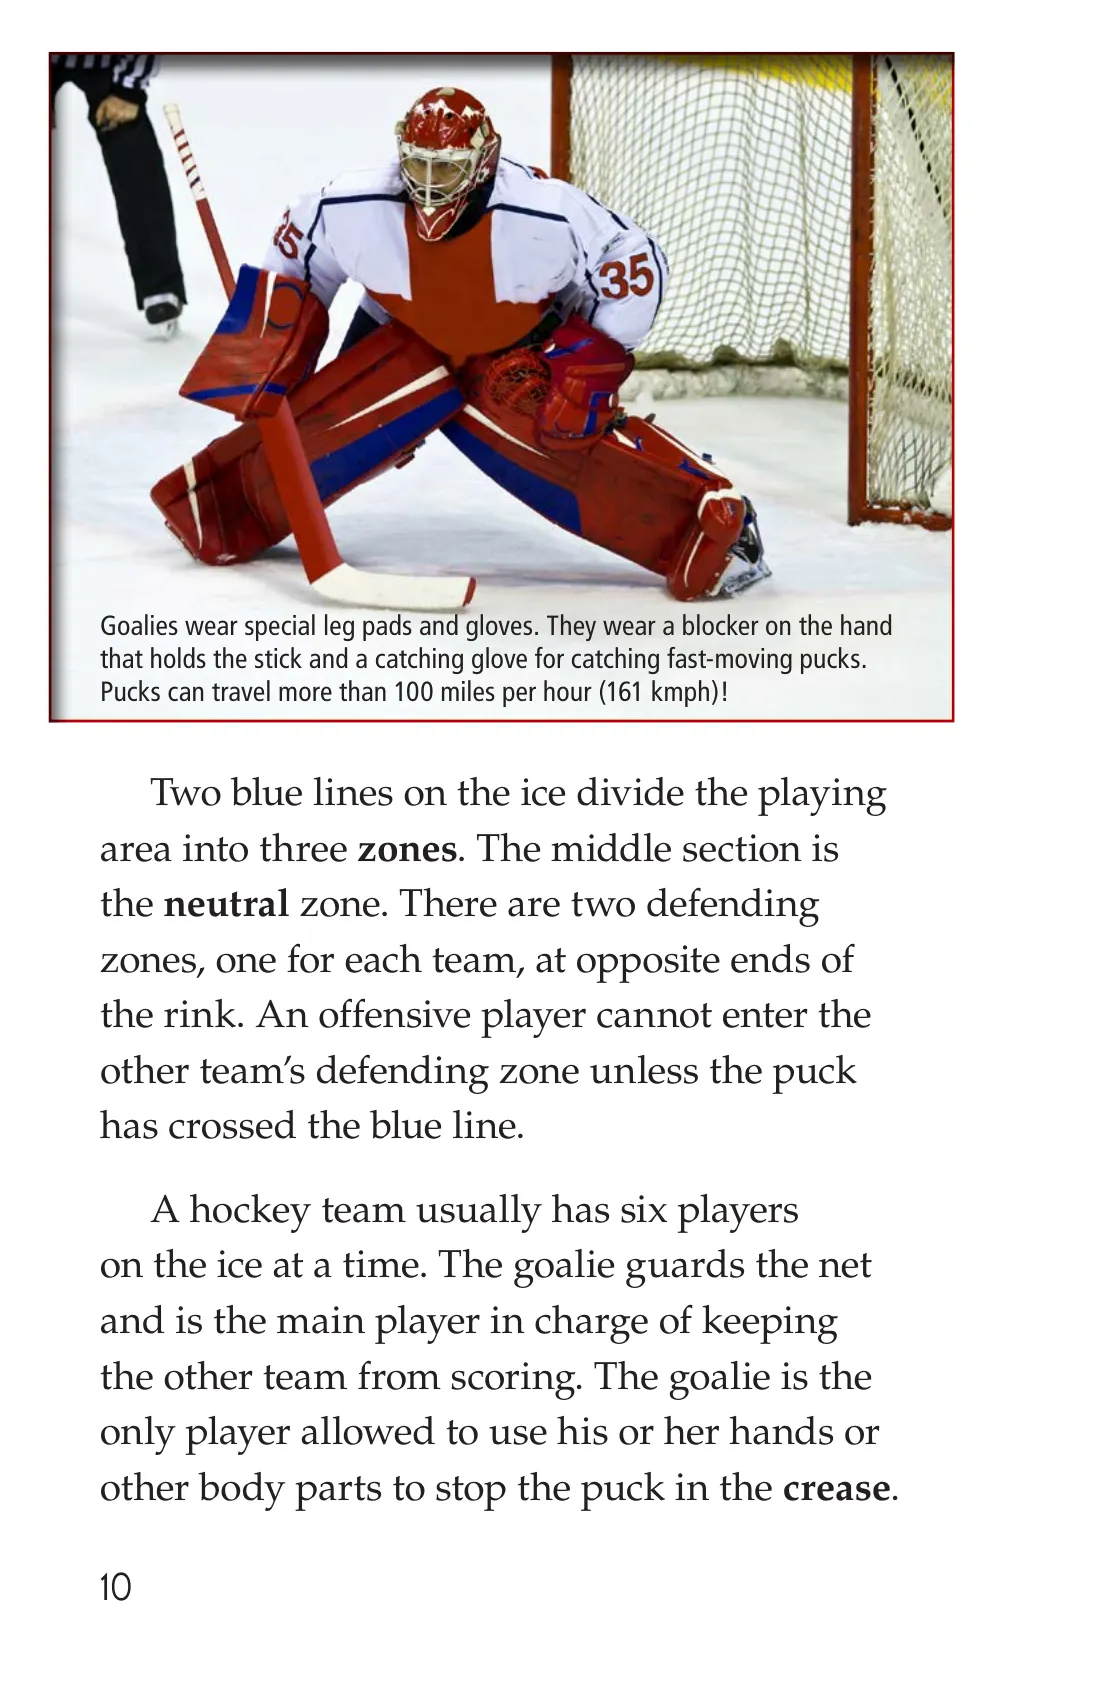 35
35
Goalies wear special leg pads and gloves. They wear a blocker on the hand
that holds the stick and a catching glove for catching fast-moving pucks.
Pucks can travel more than 100 miles per hour (161 kmph)!
Two blue lines on the ice divide the playing
area into three zones. The middle section is
the neutral zone. There are two defending
zones, one for each team, at opposite ends of
the rink. An offensive player cannot enter the
other team’s defending zone unless the puck
has crossed the blue line.
A hockey team usually has six players
on the ice at a time. The goalie guards the net
and is the main player in charge of keeping
the other team from scoring. The goalie is the
only player allowed to use his or her hands or
other body parts to stop the puck in the crease.
10